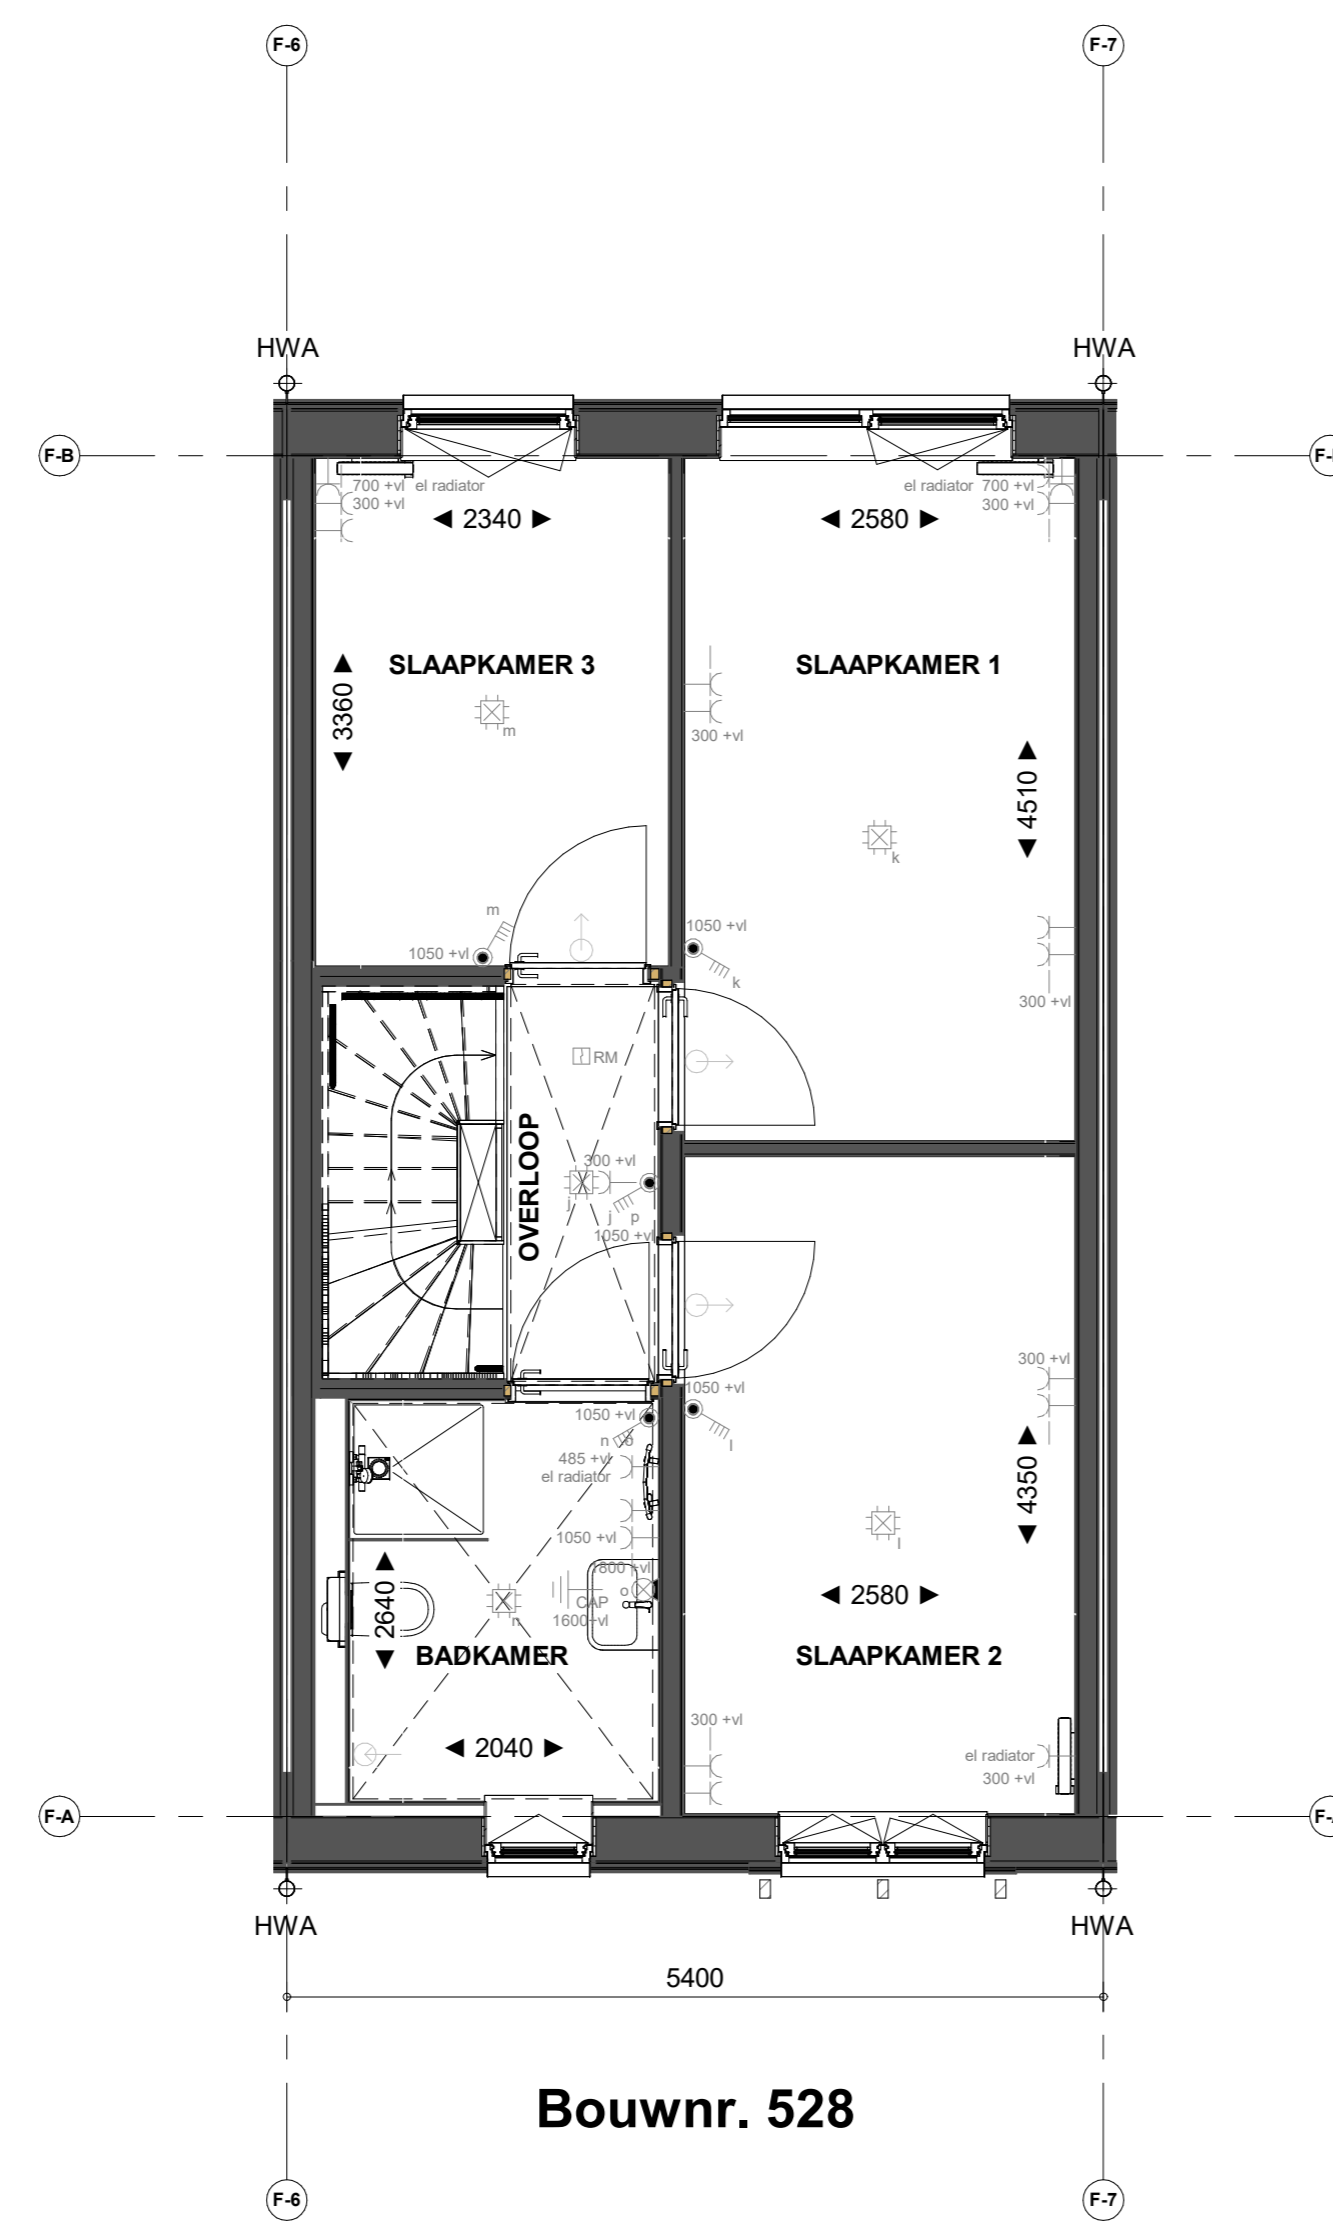 F-6
F-7
HWA
HWA
F-B
700 +vl el radiator
300 +vl
el radiator 700 +vl
300 +vl
2340
2580
SLAAPKAMER 3
SLAAPKAMER 1
3360
m
300 +vl
4510
k
m
1050 +vl
1050 +vl
k
300 +vl
RM
OVERLOOP
300 +vl
j
j p
1050 +vl
300 +vl
1050 +vl
l
1050 +vl
n o
485 +vl
el radiator
4350
1050 +vl
l
1800 +vl
o
CAP
1600+vl
n
2640
2580
BADKAMER
SLAAPKAMER 2
2040
300 +vl
el radiator
300 +vl
F-A
HWA
HWA
5400
Bouwnr. 528
F-6
F-7